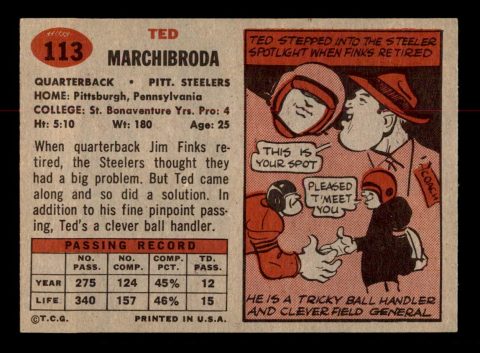 113
TED
MARCHIBRODA
QUARTERBACK • PITT. STEELERS
HOME: Pittsburgh, Pennsylvania
COLLEGE: St. Bonaventure Yrs. Pro: 4
Ht: 5:10 Wt: 180 Age: 25
When quarterback Jim Finks re-
tired, the Steelers thought they
had a big problem. But Ted came
along and so did a solution. In
addition to his fine pinpoint pass-
ing, Ted's a clever ball handler.
PASSING RECORD
NO. PASS. NO. COMP. COMP. PCT. TD. PASS.
YEAR 275 124 45% 12
LIFE 340 157 46% 15
©T.C.G. PRINTED IN U.S.A.
TED STEPPED INTO THE STEELER
SPOTLIGHT WHEN FINKS RETIRED
THIS IS
YOUR SPOT
COACH
PLEASED
T'MEET
YOU
HE IS A TRICKY BALL HANDLER
AND CLEVER FIELD GENERAL